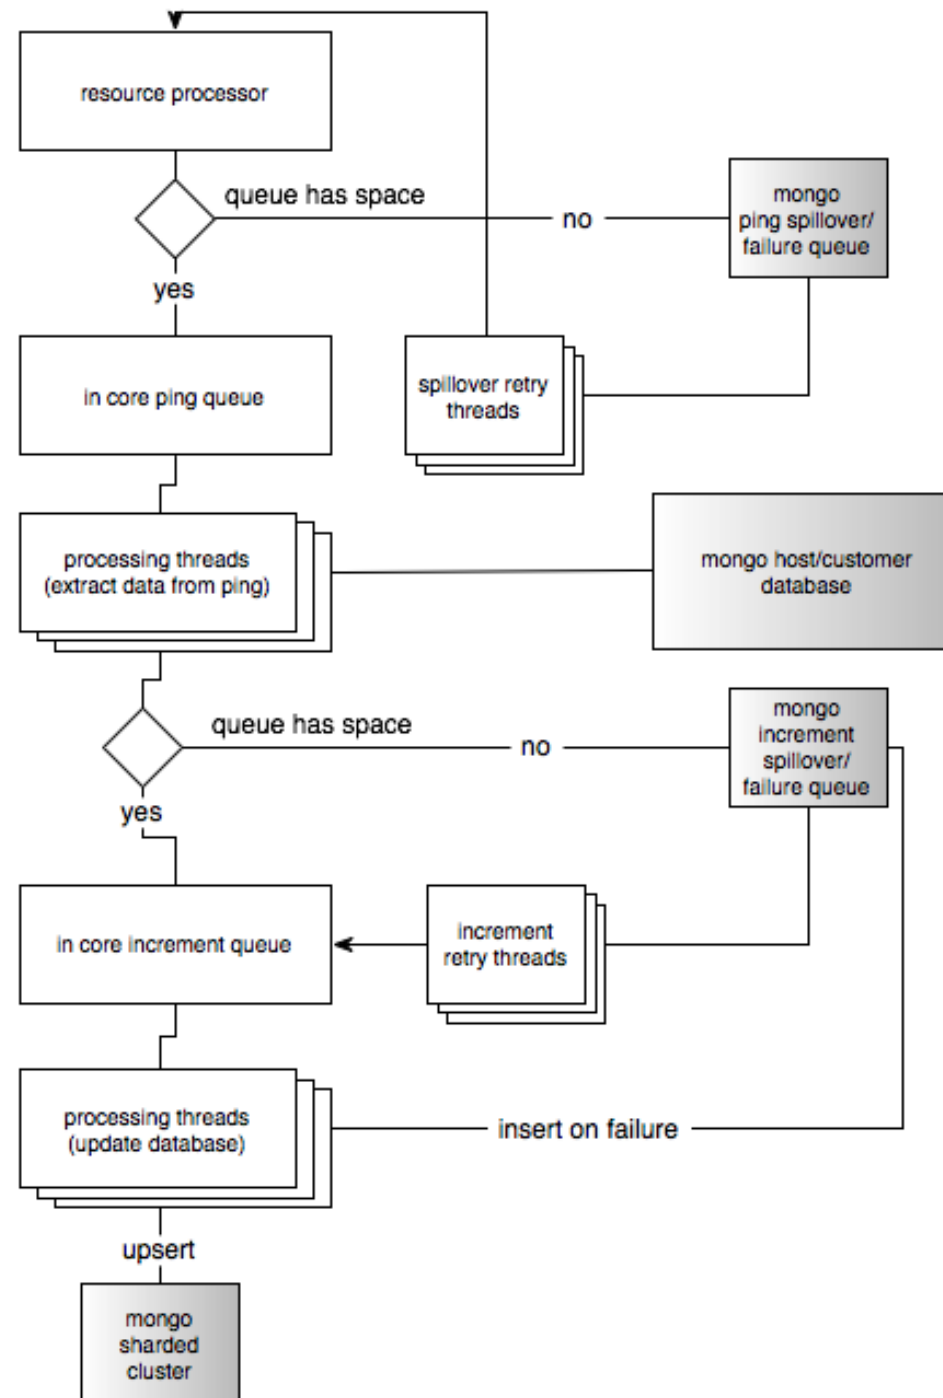 resource processor
queue has space
no
mongo
ping spillover/
failure queue
yes
in core ping queue
spillover retry
threads
processing threads
(extract data from ping)
mongo host/customer
database
queue has space
no
mongo
increment
spillover/
failure queue
yes
in core increment queue
increment
retry threads
processing threads
(update database)
insert on failure
upsert
mongo
sharded
cluster